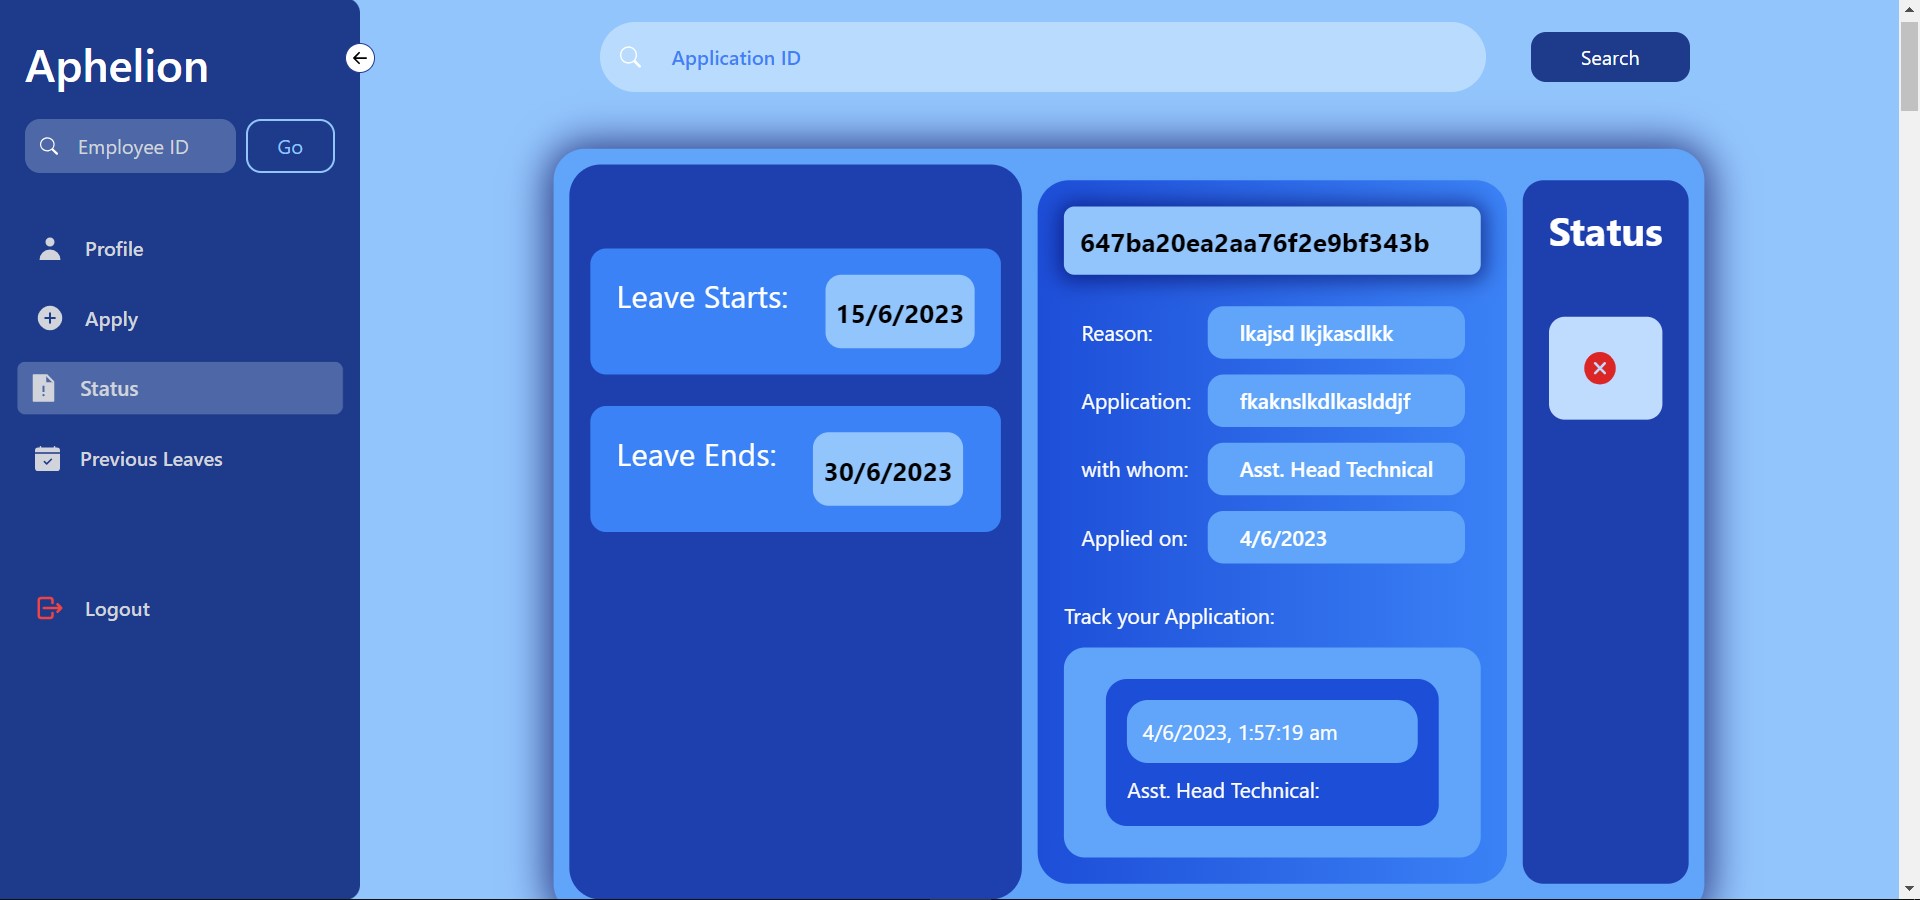 Aphelion
Employee ID
Go
Profile
Apply
Status
Previous Leaves
Logout
Application ID
Search
Leave Starts:
15/6/2023
Leave Ends:
30/6/2023
647ba20ea2aa76f2e9bf343b
Reason:
lkajsd lkjkasdlkk
Application:
fkaknslkdlkaslddjf
with whom:
Asst. Head Technical
Applied on:
4/6/2023
Track your Application:
4/6/2023, 1:57:19 am
Asst. Head Technical:
Status